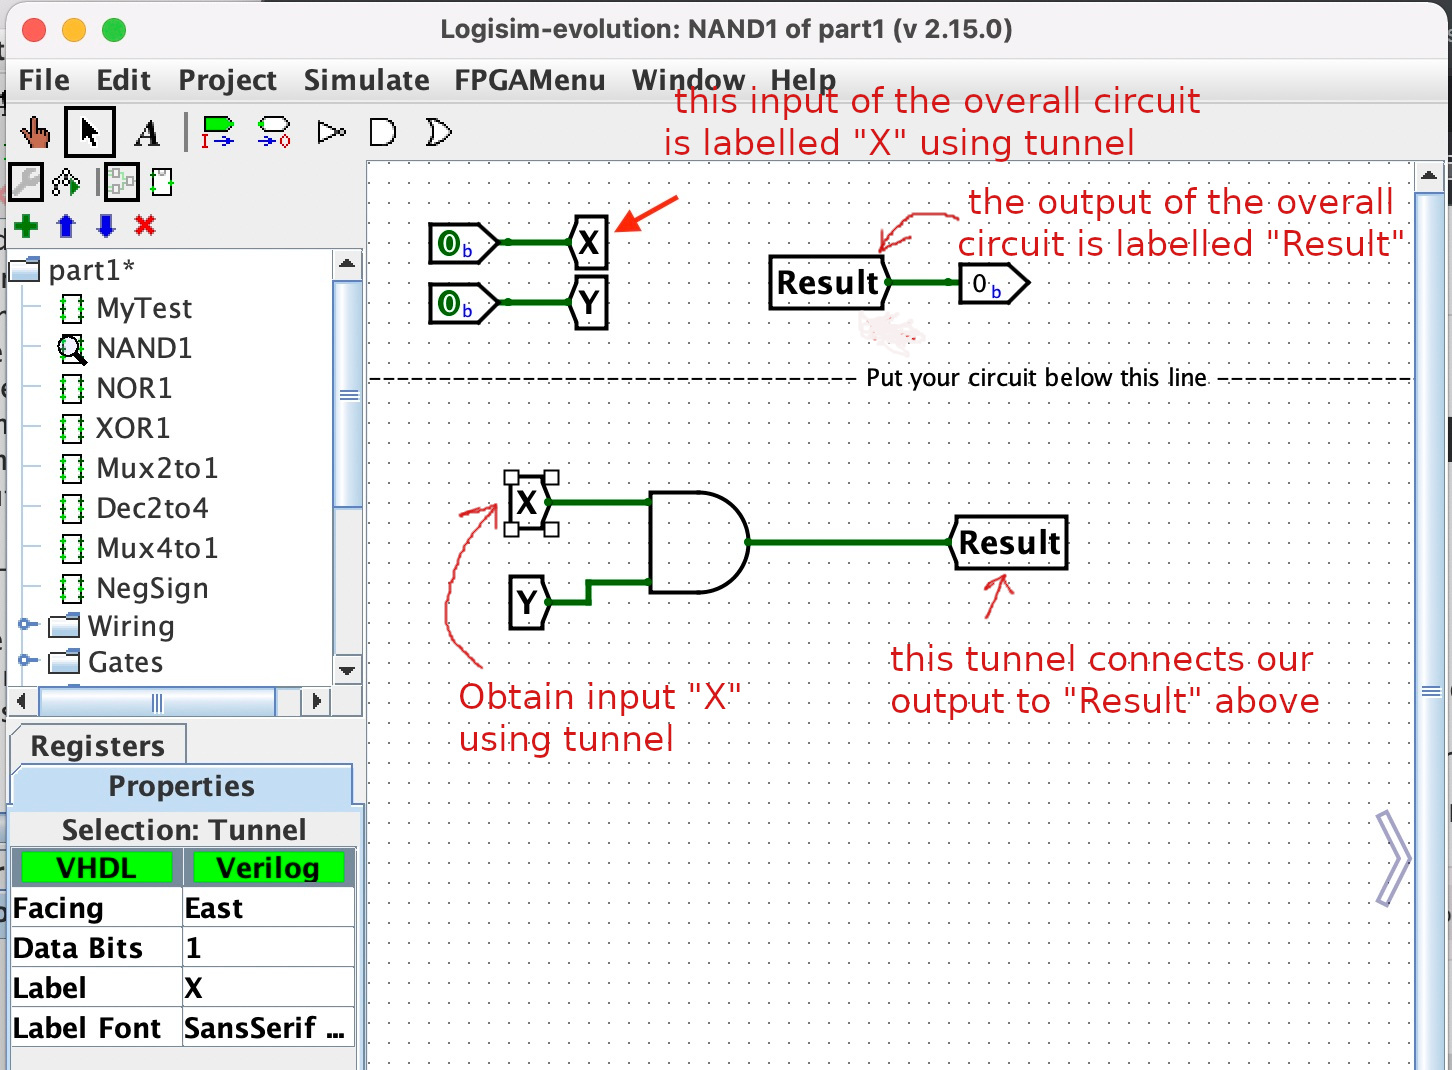 Logisim-evolution: NAND1 of part1 (v 2.15.0)
File Edit Project Simulate FPGAMenu Window Help
this input of the overall circuit
is labelled "X" using tunnel
A
part1*
MyTest
NAND1
NOR1
XOR1
Mux2to1
Dec2to4
Mux4to1
NegSign
Wiring
Gates
Registers
Properties
Selection: Tunnel
VHDL Verilog
Facing East
Data Bits 1
Label X
Label Font SansSerif ...
0b X
0b Y
the output of the overall
circuit is labelled "Result"
Result 0b
Put your circuit below this line
X
Y
Result
Obtain input "X"
using tunnel
this tunnel connects our
output to "Result" above